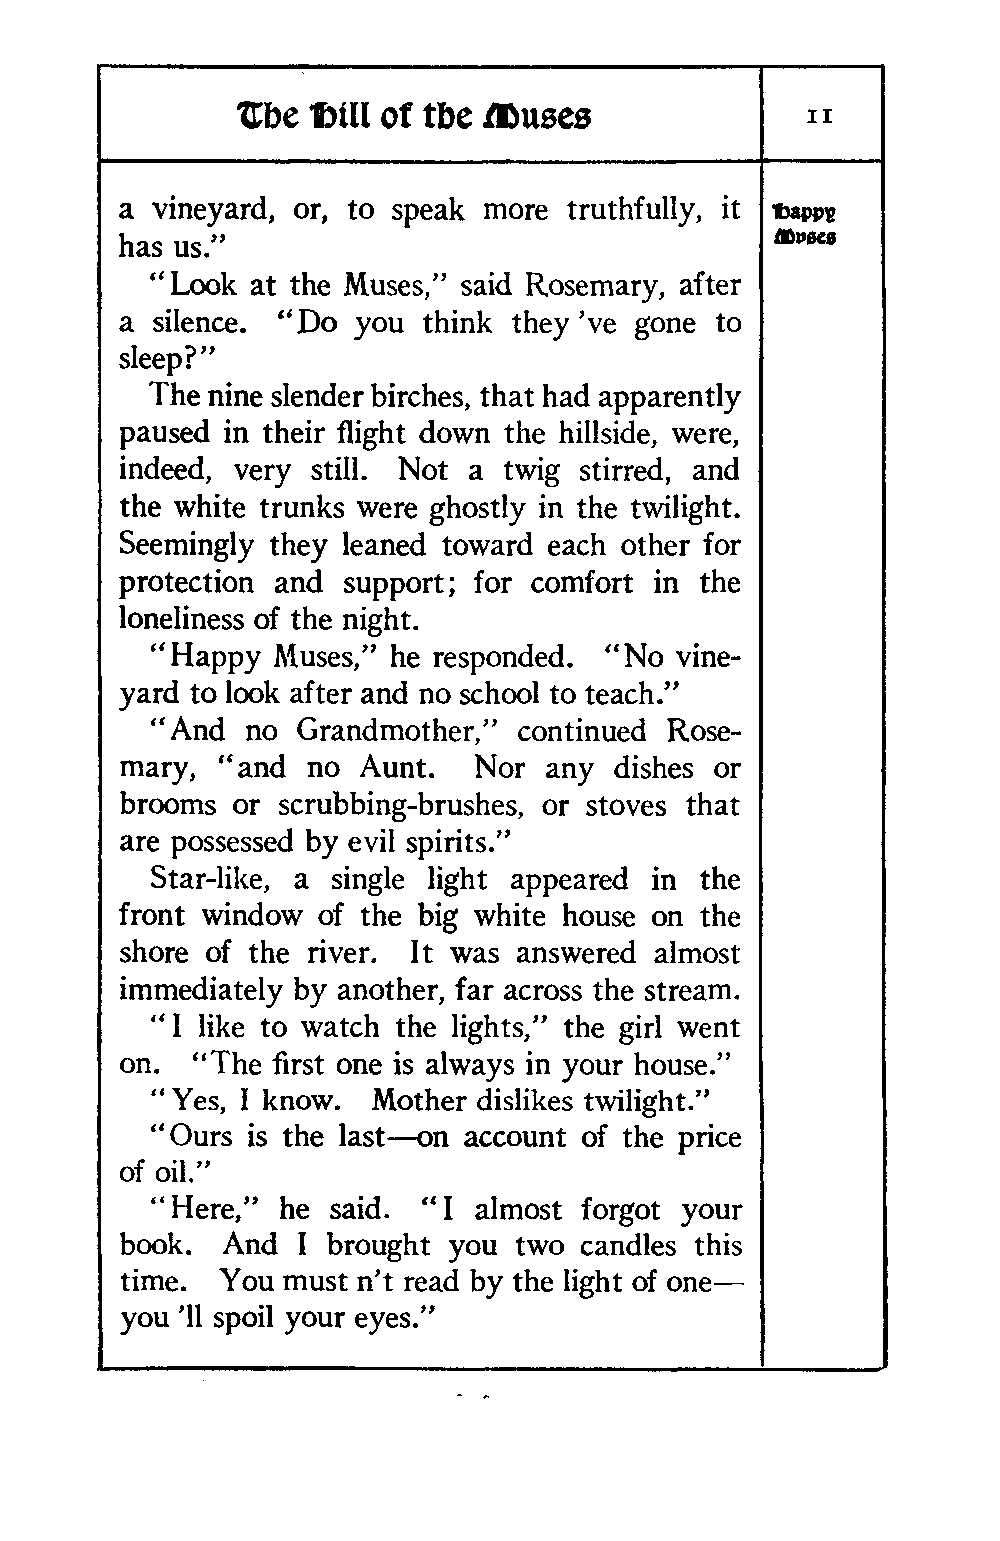 The Hill of the Muses
11
a vineyard, or, to speak more truthfully, it
has us."
Happy
Muses
"Look at the Muses," said Rosemary, after
a silence. "Do you think they 've gone to
sleep?"
The nine slender birches, that had apparently
paused in their flight down the hillside, were,
indeed, very still. Not a twig stirred, and
the white trunks were ghostly in the twilight.
Seemingly they leaned toward each other for
protection and support; for comfort in the
loneliness of the night.
"Happy Muses," he responded. "No vine-
yard to look after and no school to teach."
"And no Grandmother," continued Rose-
mary, "and no Aunt. Nor any dishes or
brooms or scrubbing-brushes, or stoves that
are possessed by evil spirits."
Star-like, a single light appeared in the
front window of the big white house on the
shore of the river. It was answered almost
immediately by another, far across the stream.
"I like to watch the lights," the girl went
on. "The first one is always in your house."
"Yes, I know. Mother dislikes twilight."
"Ours is the last—on account of the price
of oil."
"Here," he said. "I almost forgot your
book. And I brought you two candles this
time. You must n't read by the light of one—
you 'll spoil your eyes."